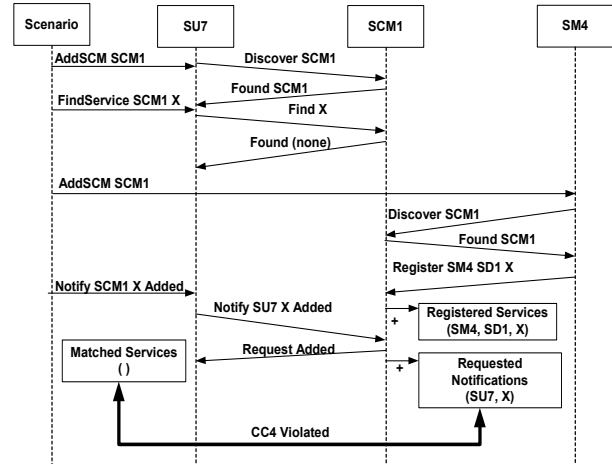 Scenario
SU7
SCM1
SM4
AddSCM SCM1
Discover SCM1
Found SCM1
FindService SCM1 X
Find X
Found (none)
AddSCM SCM1
Discover SCM1
Found SCM1
Register SM4 SD1 X
Notify SCM1 X Added
Notify SU7 X Added
+
Registered Services
(SM4, SD1, X)
Request Added
Matched Services
( )
+
Requested
Notifications
(SU7, X)
CC4 Violated